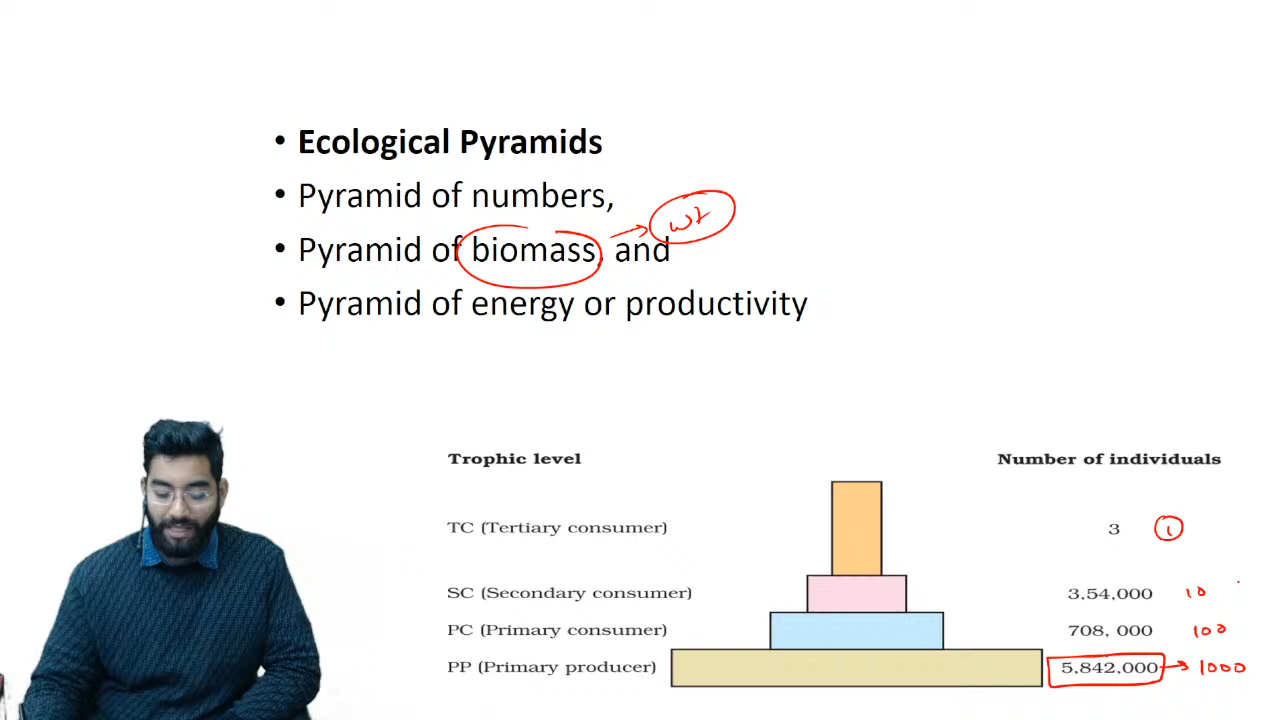 • Ecological Pyramids
• Pyramid of numbers,
wt
• Pyramid of biomass, and
• Pyramid of energy or productivity
Trophic level Number of individuals
TC (Tertiary consumer) 3 1
SC (Secondary consumer) 3,54,000 10
PC (Primary consumer) 708, 000 100
PP (Primary producer) 5,842,000 → 1000